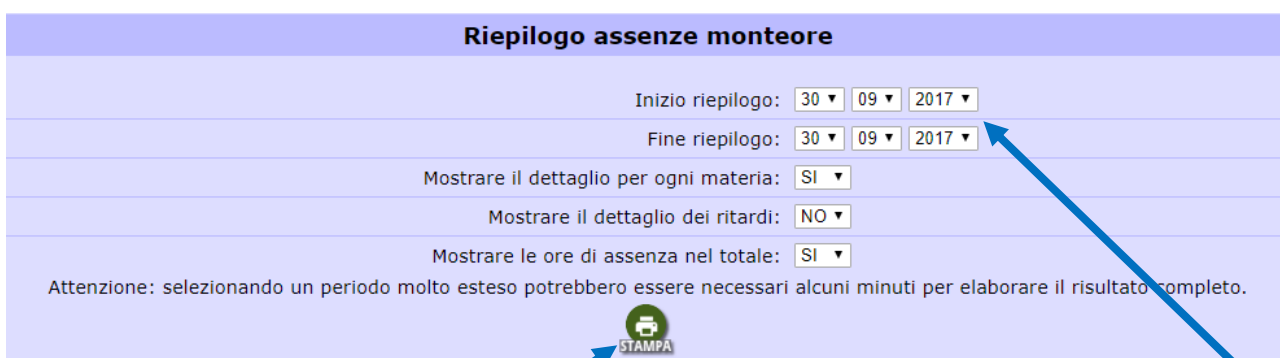 Riepilogo assenze monteore
Inizio riepilogo: 30 09 2017
Fine riepilogo: 30 09 2017
Mostrare il dettaglio per ogni materia: SI
Mostrare il dettaglio dei ritardi: NO
Mostrare le ore di assenza nel totale: SI
Attenzione: selezionando un periodo molto esteso potrebbero essere necessari alcuni minuti per elaborare il risultato completo.
STAMPA